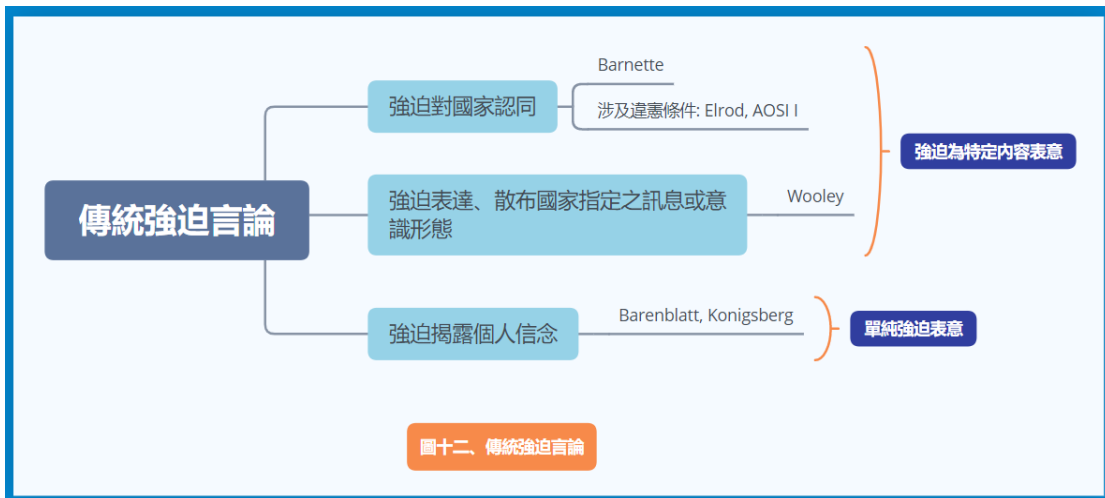 傳統強迫言論
強迫對國家認同
Barnette
涉及違憲條件: Elrod, AOSI I
強迫表達、散布國家指定之訊息或意
識形態
Wooley
強迫為特定內容表意
強迫揭露個人信念
Barenblatt, Konigsberg
單純強迫表意
圖十二、傳統強迫言論